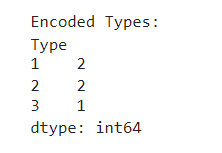 Encoded Types:
Type
1    2
2    2
3    1
dtype: int64